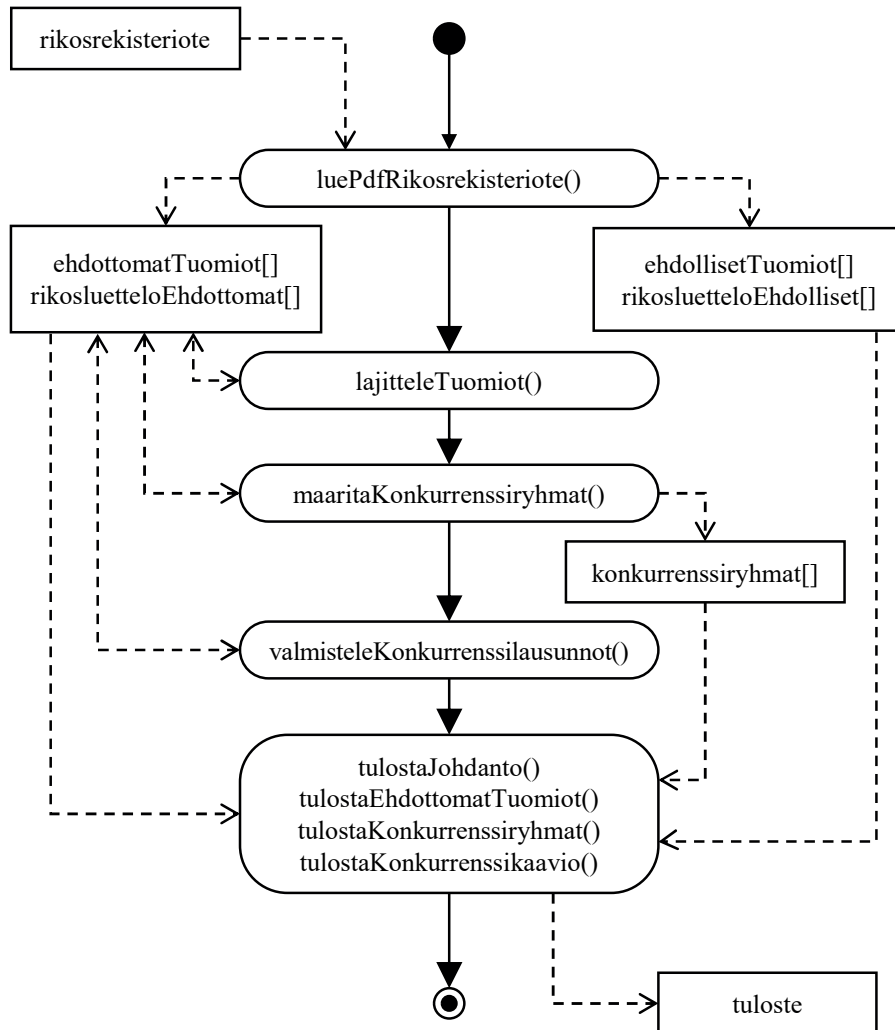 rikosrekisteriote
luePdfRikosrekisteriote()
ehdottomatTuomiot[]
rikosluetteloEhdottomat[]
ehdollisetTuomiot[]
rikosluetteloEhdolliset[]
lajitteleTuomiot()
maaritaKonkurrenssiryhmat()
konkurrenssiryhmat[]
valmisteleKonkurrenssilausunnot()
tulostaJohdanto()
tulostaEhdottomatTuomiot()
tulostaKonkurrenssiryhmat()
tulostaKonkurrenssikaavio()
tuloste